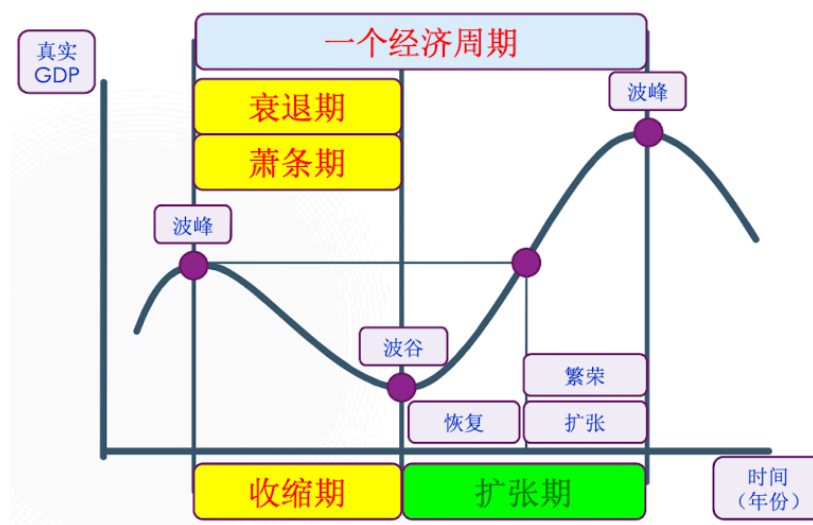 一个经济周期
真实
GDP
衰退期
萧条期
波峰
波峰
波谷
繁荣
恢复
扩张
收缩期
扩张期
时间
（年份）